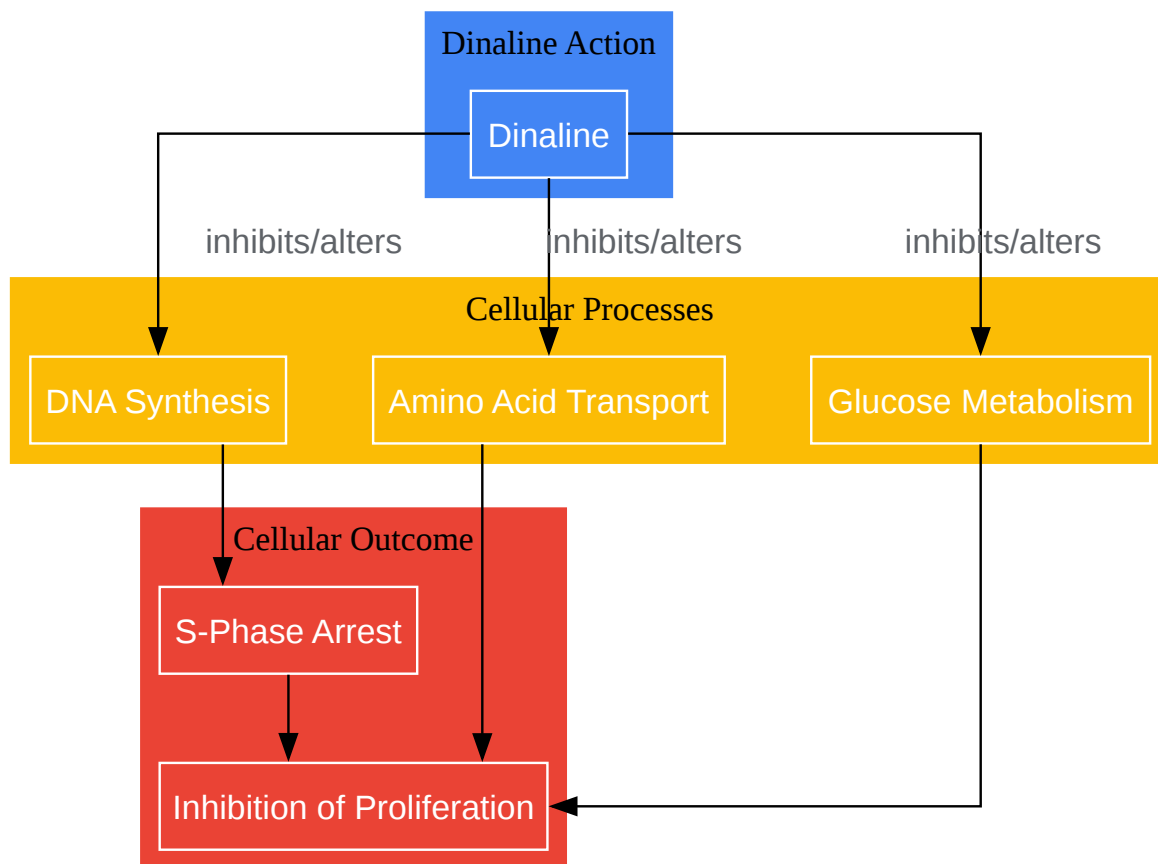 Dinaline Action
Dinaline
inhibits/alters
inhibits/alters
inhibits/alters
Cellular Processes
DNA Synthesis
Amino Acid Transport
Glucose Metabolism
Cellular Outcome
S-Phase Arrest
Inhibition of Proliferation